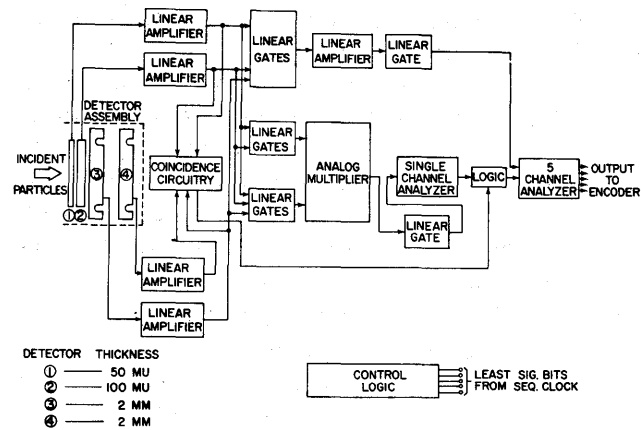 LINEAR
AMPLIFIER
LINEAR
AMPLIFIER
LINEAR
GATES
LINEAR
AMPLIFIER
LINEAR
GATE
DETECTOR
ASSEMBLY
INCIDENT
PARTICLES
① ② ③ ④
COINCIDENCE
CIRCUITRY
LINEAR
GATES
LINEAR
GATES
ANALOG
MULTIPLIER
SINGLE
CHANNEL
ANALYZER
LINEAR
GATE
LOGIC
5
CHANNEL
ANALYZER
OUTPUT
TO
ENCODER
LINEAR
AMPLIFIER
LINEAR
AMPLIFIER
DETECTOR THICKNESS
① — 50 MU
② — 100 MU
③ — 2 MM
④ — 2 MM
CONTROL
LOGIC
LEAST SIG. BITS
FROM SEQ. CLOCK